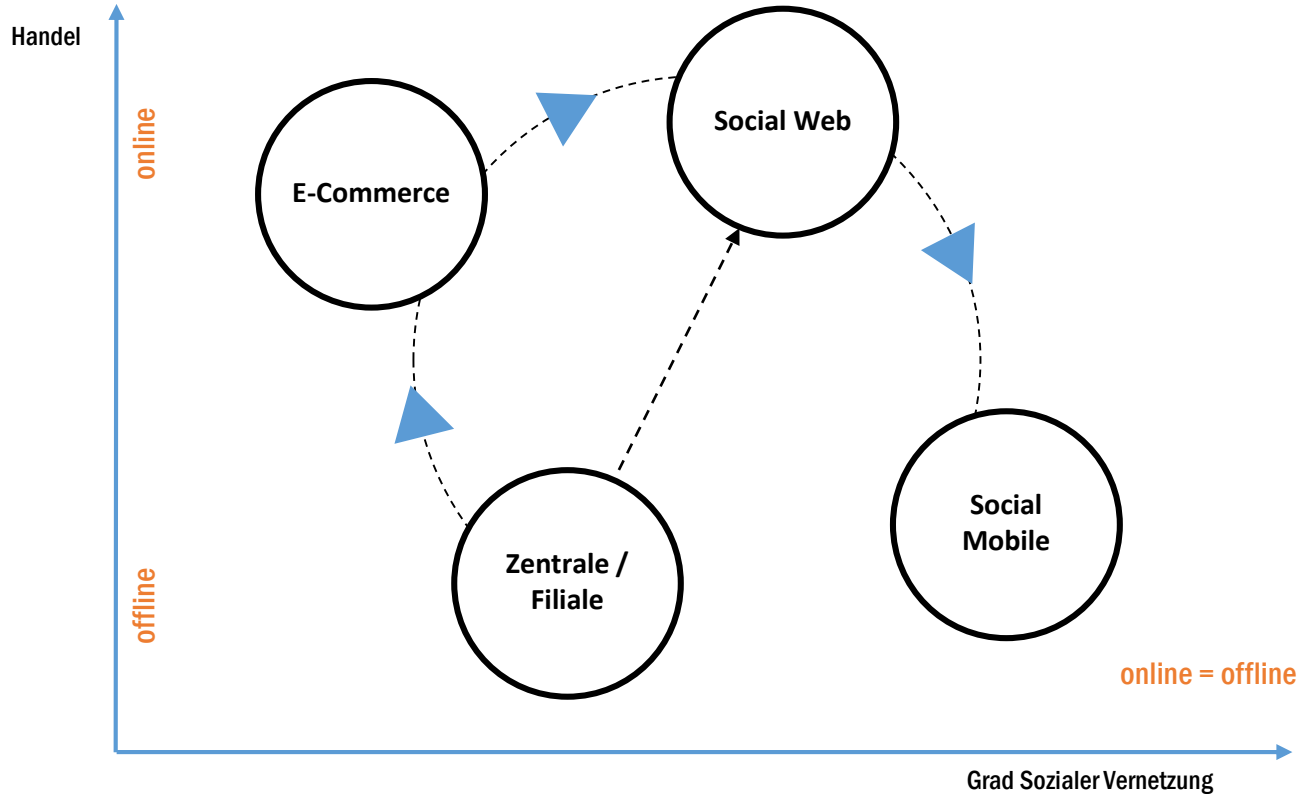 Handel
online
Social Web
E-Commerce
Social
Mobile
Zentrale /
Filiale
offline
online = offline
Grad Sozialer Vernetzung